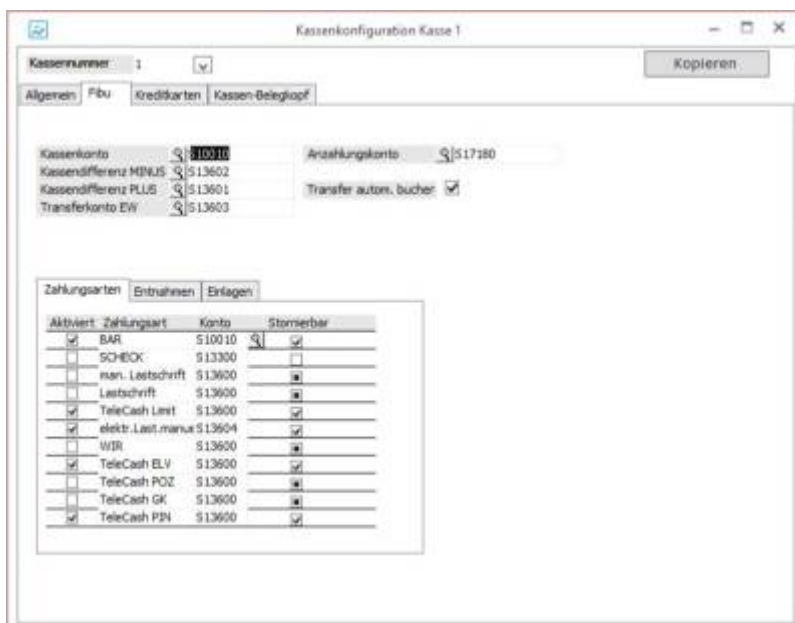 Kassenkonfiguration Kasse 1
Kassennummer 1
Kopieren
Allgemein Fibu Kreditkarten Kassen-Belegkopf
Kassenkonto S10010 Anzahlungskonto S17180
Kassendifferenz MINUS S13602
Kassendifferenz PLUS S13601 Transfer autom. bucher
Transferkonto EW S13603
Zahlungsarten Entnahmen Einlagen
Aktiviert Zahlungsart Konto Stornierbar
BAR S10010
SCHECK S13300
man. Lastschrift S13600
Lastschrift S13600
TeleCash Limit S13600
elektr.Last.manue S13604
WIR S13600
TeleCash ELV S13600
TeleCash POZ S13600
TeleCash GK S13600
TeleCash PIN S13600